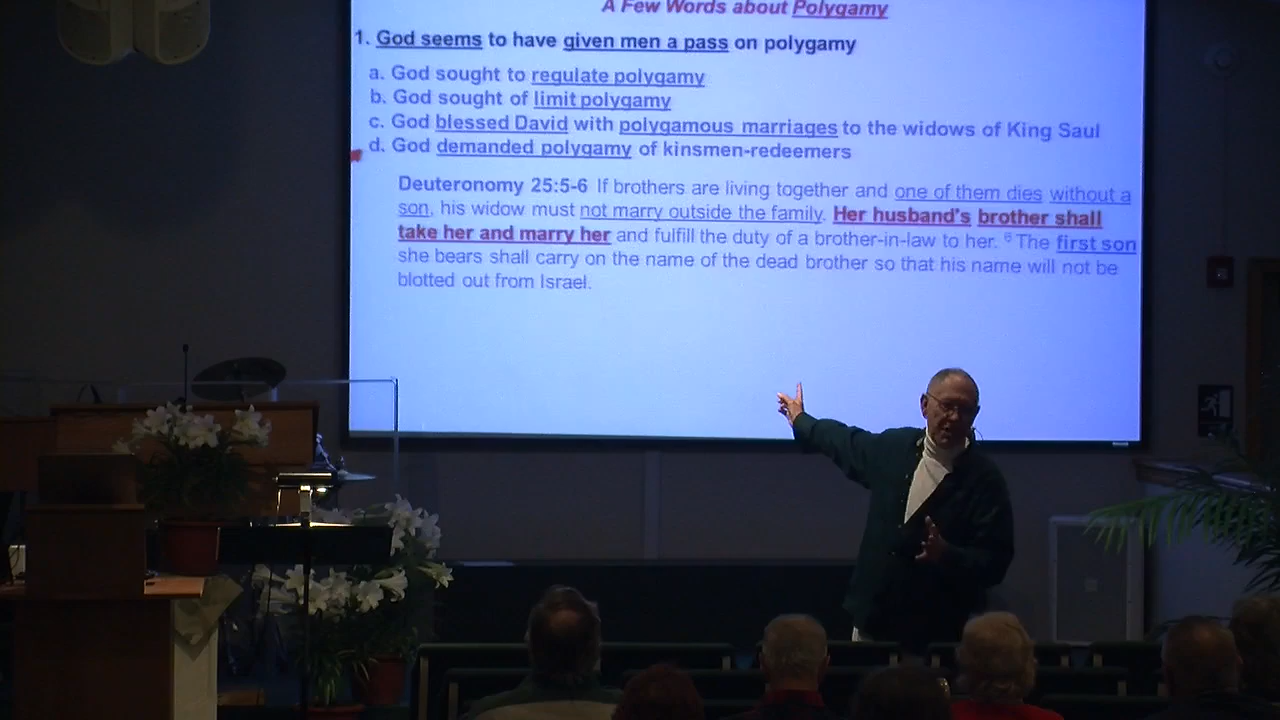 A Few Words about Polygamy
1. God seems to have given men a pass on polygamy
a. God sought to regulate polygamy
b. God sought of limit polygamy
c. God blessed David with polygamous marriages to the widows of King Saul
d. God demanded polygamy of kinsmen-redeemers
Deuteronomy 25:5-6 If brothers are living together and one of them dies without a
son, his widow must not marry outside the family. Her husband's brother shall
take her and marry her and fulfill the duty of a brother-in-law to her. 6 The first son
she bears shall carry on the name of the dead brother so that his name will not be
blotted out from Israel.